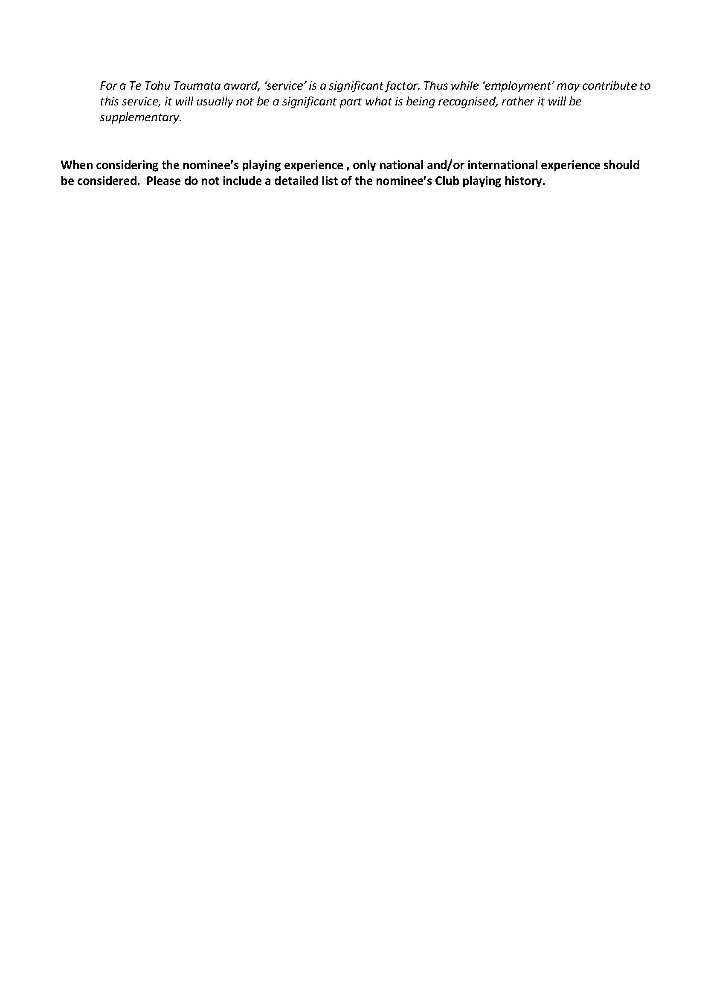 For a Te Tohu Taumata award, ‘service’ is a significant factor. Thus while ‘employment’ may contribute to
this service, it will usually not be a significant part what is being recognised, rather it will be
supplementary.
When considering the nominee’s playing experience , only national and/or international experience should
be considered.  Please do not include a detailed list of the nominee’s Club playing history.